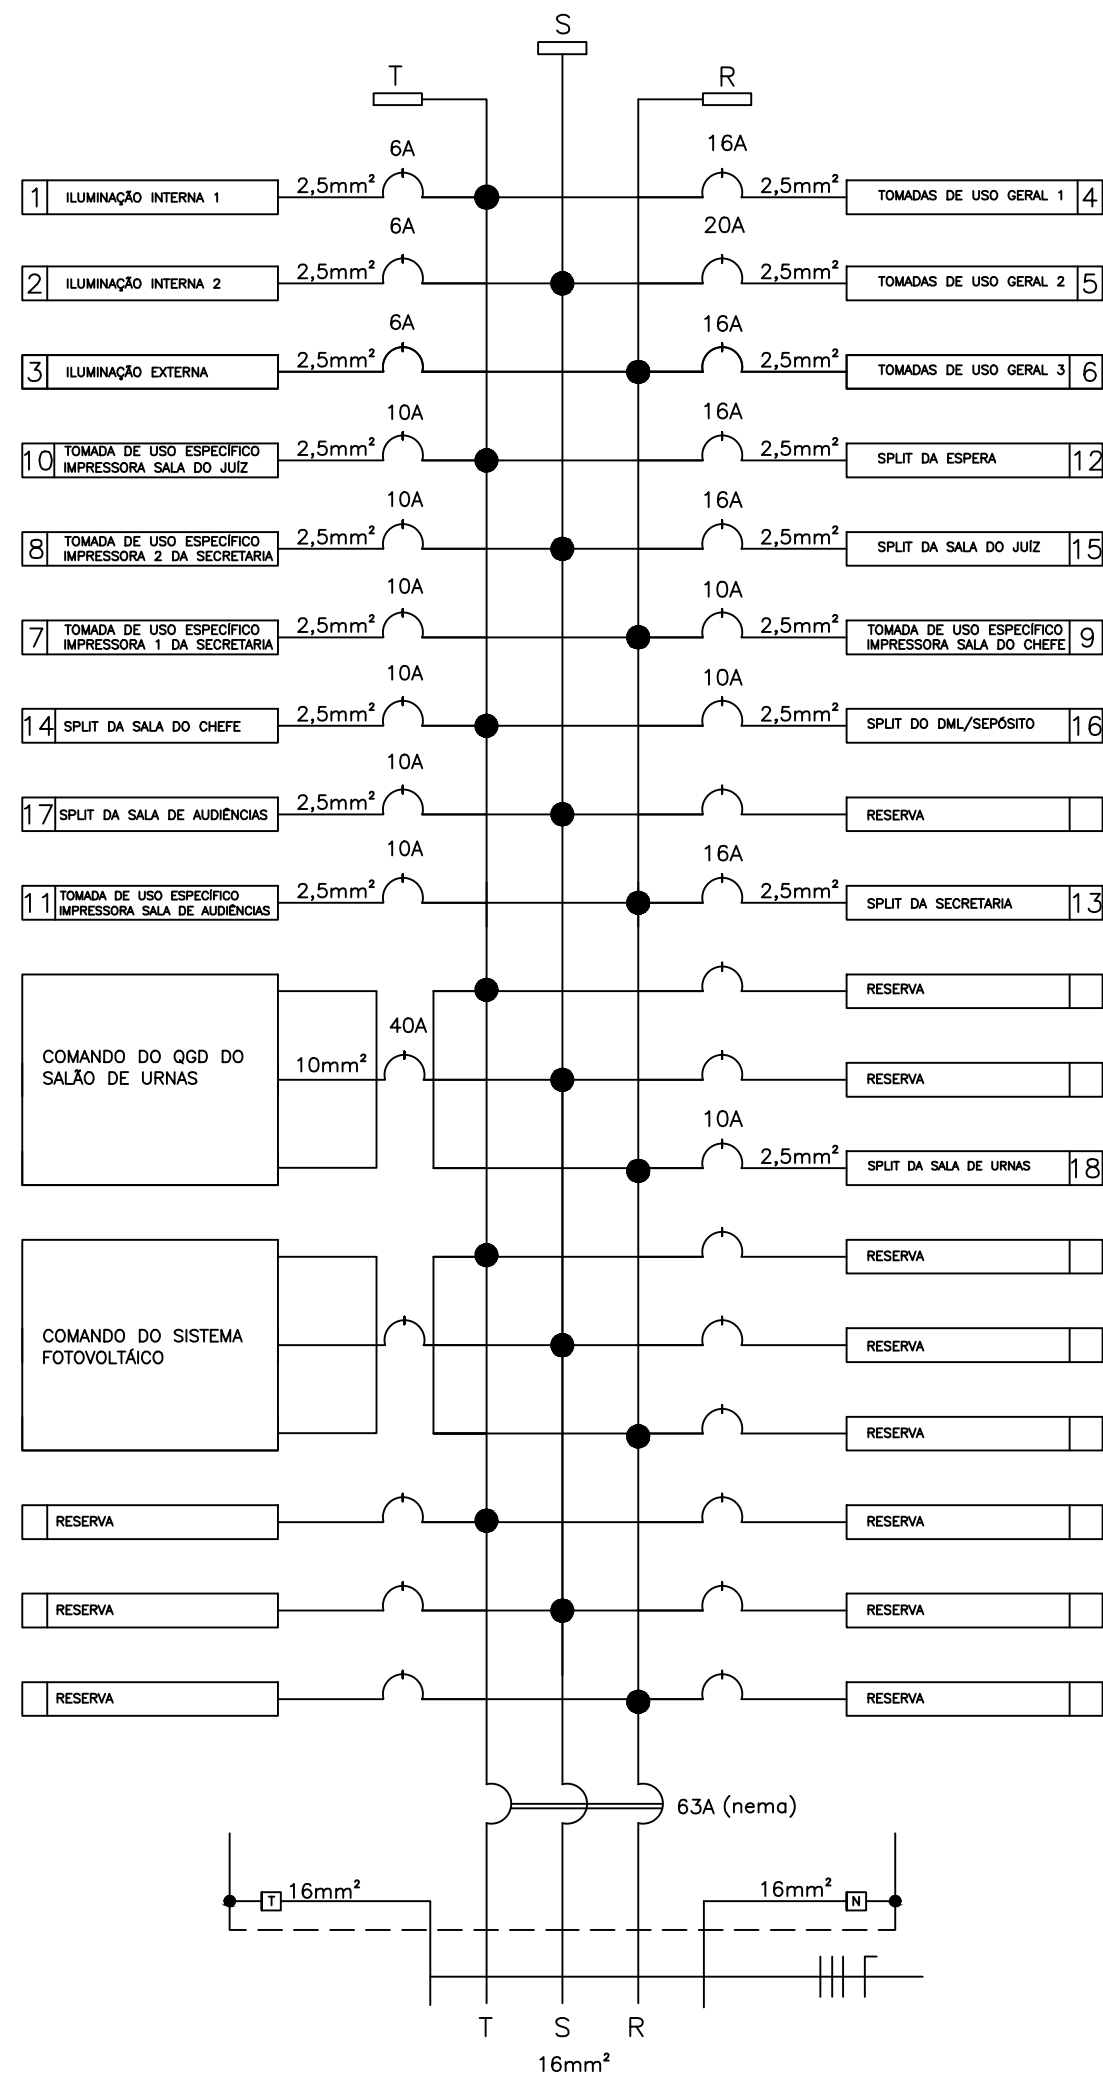 S
T
R
6A
16A
1 ILUMINAÇÃO INTERNA 1 2,5mm² 2,5mm² TOMADAS DE USO GERAL 1 4
6A
20A
2 ILUMINAÇÃO INTERNA 2 2,5mm² 2,5mm² TOMADAS DE USO GERAL 2 5
6A
16A
3 ILUMINAÇÃO EXTERNA 2,5mm² 2,5mm² TOMADAS DE USO GERAL 3 6
10A
16A
10 TOMADA DE USO ESPECÍFICO
IMPRESSORA SALA DO JUÍZ
2,5mm² 2,5mm² SPLIT DA ESPERA 12
10A
16A
8 TOMADA DE USO ESPECÍFICO
IMPRESSORA 2 DA SECRETARIA
2,5mm² 2,5mm² SPLIT DA SALA DO JUÍZ 15
10A
10A
7 TOMADA DE USO ESPECÍFICO
IMPRESSORA 1 DA SECRETARIA
2,5mm² 2,5mm²
TOMADA DE USO ESPECÍFICO
IMPRESSORA SALA DO CHEFE 9
10A
10A
14 SPLIT DA SALA DO CHEFE 2,5mm² 2,5mm² SPLIT DO DML/SEPÓSITO 16
10A
17 SPLIT DA SALA DE AUDIÊNCIAS 2,5mm² RESERVA
10A
16A
11 TOMADA DE USO ESPECÍFICO
IMPRESSORA SALA DE AUDIÊNCIAS
2,5mm² 2,5mm² SPLIT DA SECRETARIA 13
RESERVA
COMANDO DO QGD DO
SALÃO DE URNAS
10mm² 40A
RESERVA
10A
2,5mm² SPLIT DA SALA DE URNAS 18
RESERVA
COMANDO DO SISTEMA
FOTOVOLTÁICO
RESERVA
RESERVA
RESERVA RESERVA
RESERVA RESERVA
RESERVA RESERVA
63A (nema)
T 16mm² 16mm² N
T S R
16mm²